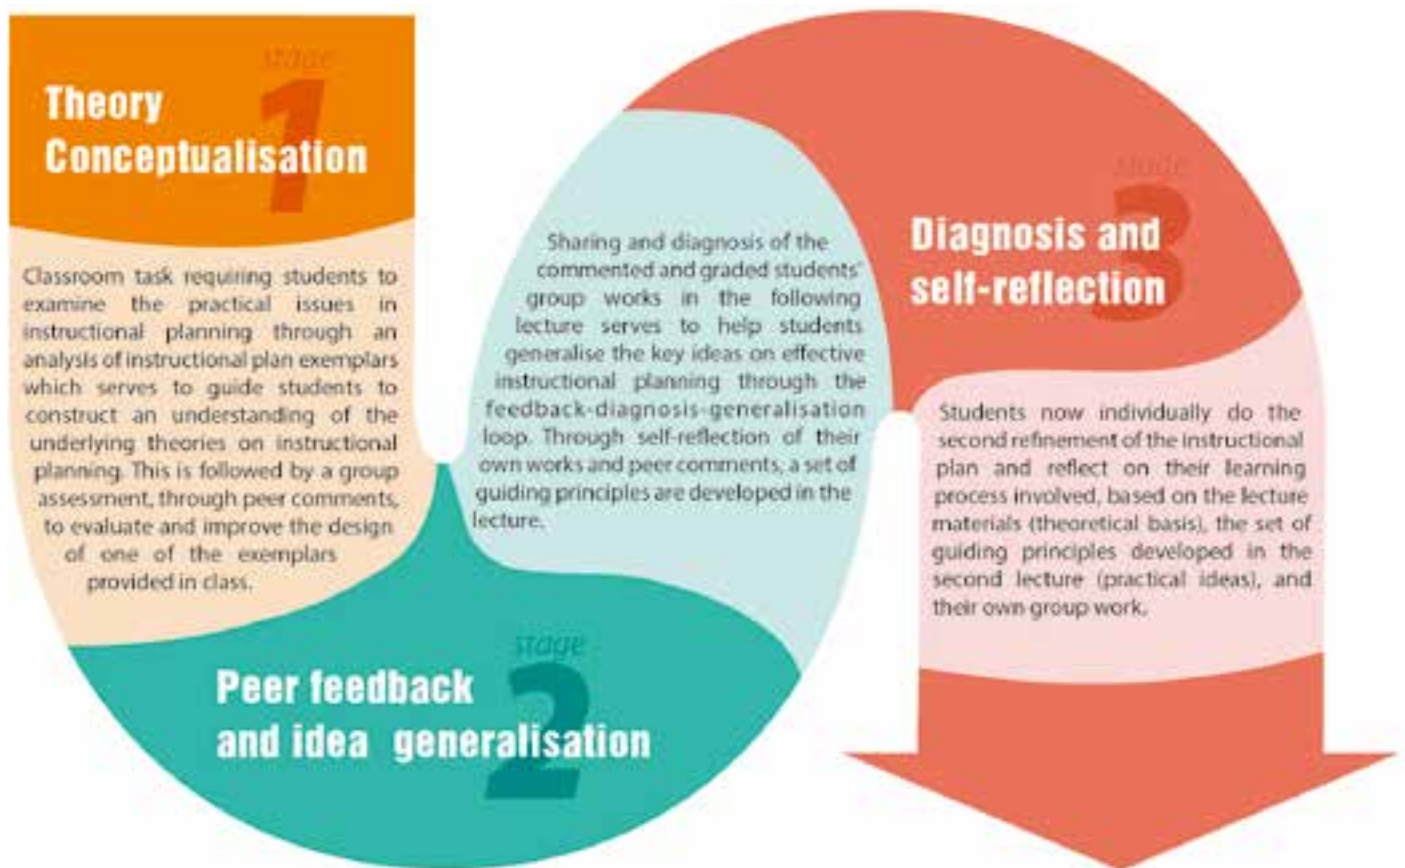 stage
1
Theory
Conceptualisation
Classroom task requiring students to
examine the practical issues in
instructional planning through an
analysis of instructional plan exemplars
which serves to guide students to
construct an understanding of the
underlying theories on instructional
planning. This is followed by a group
assessment, through peer comments,
to evaluate and improve the design
of one of the exemplars
provided in class.
stage
2
Peer feedback
and idea generalisation
Sharing and diagnosis of the
commented and graded students'
group works in the following
lecture serves to help students
generalise the key ideas on effective
instructional planning through the
feedback-diagnosis-generalisation
loop. Through self-reflection of their
own works and peer comments, a set of
guiding principles are developed in the
lecture.
stage
3
Diagnosis and
self-reflection
Students now individually do the
second refinement of the instructional
plan and reflect on their learning
process involved, based on the lecture
materials (theoretical basis), the set of
guiding principles developed in the
second lecture (practical ideas), and
their own group work.